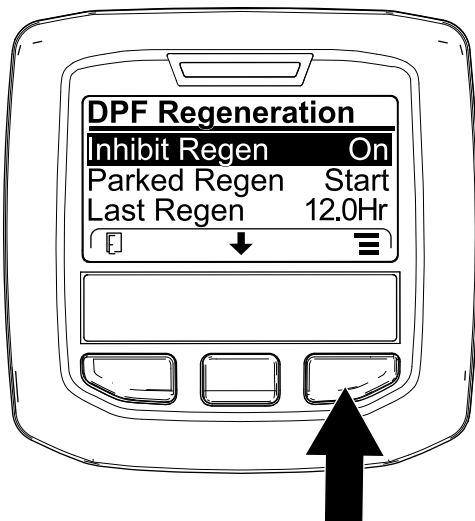 DPF Regeneration
Inhibit Regen On
Parked Regen Start
Last Regen 12.0Hr